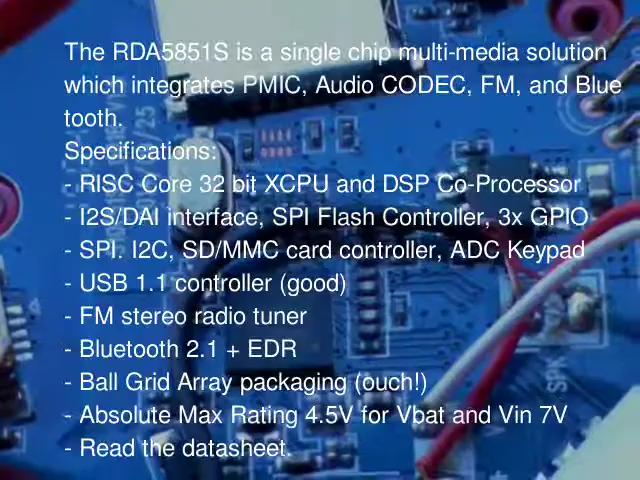 The RDA5851S is a single chip multi-media solution
which integrates PMIC, Audio CODEC, FM, and Blue
tooth.
Specifications:
- RISC Core 32 bit XCPU and DSP Co-Processor
- I2S/DAI interface, SPI Flash Controller, 3x GPIO
- SPI. I2C, SD/MMC card controller, ADC Keypad
- USB 1.1 controller (good)
- FM stereo radio tuner
- Bluetooth 2.1 + EDR
- Ball Grid Array packaging (ouch!)
- Absolute Max Rating 4.5V for Vbat and Vin 7V
- Read the datasheet.
SPK